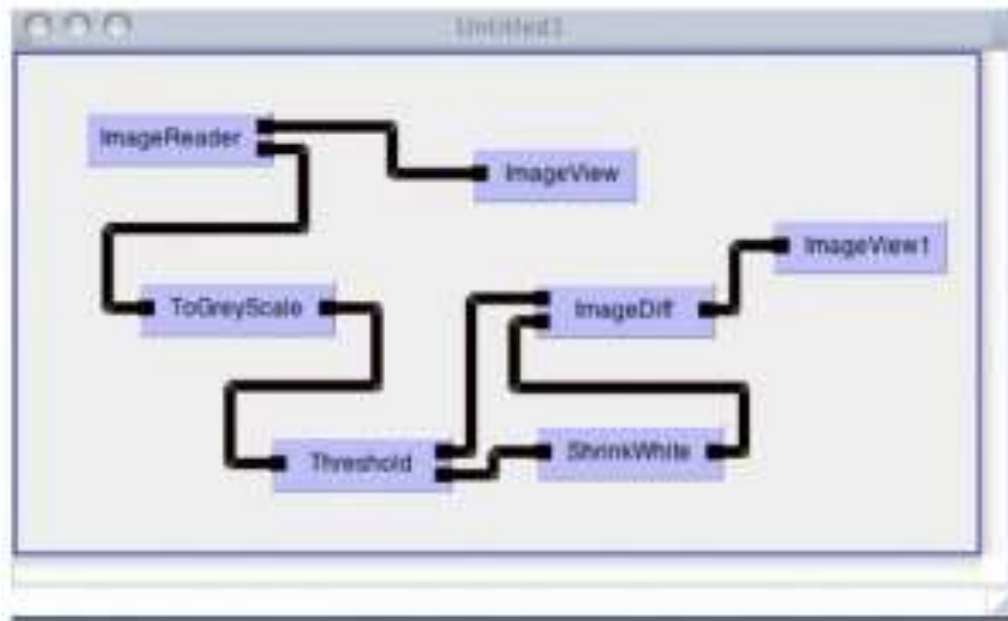 Untitled1
ImageReader
ImageView
ImageView1
ToGreyScale
ImageDiff
Threshold
ShrinkWhite